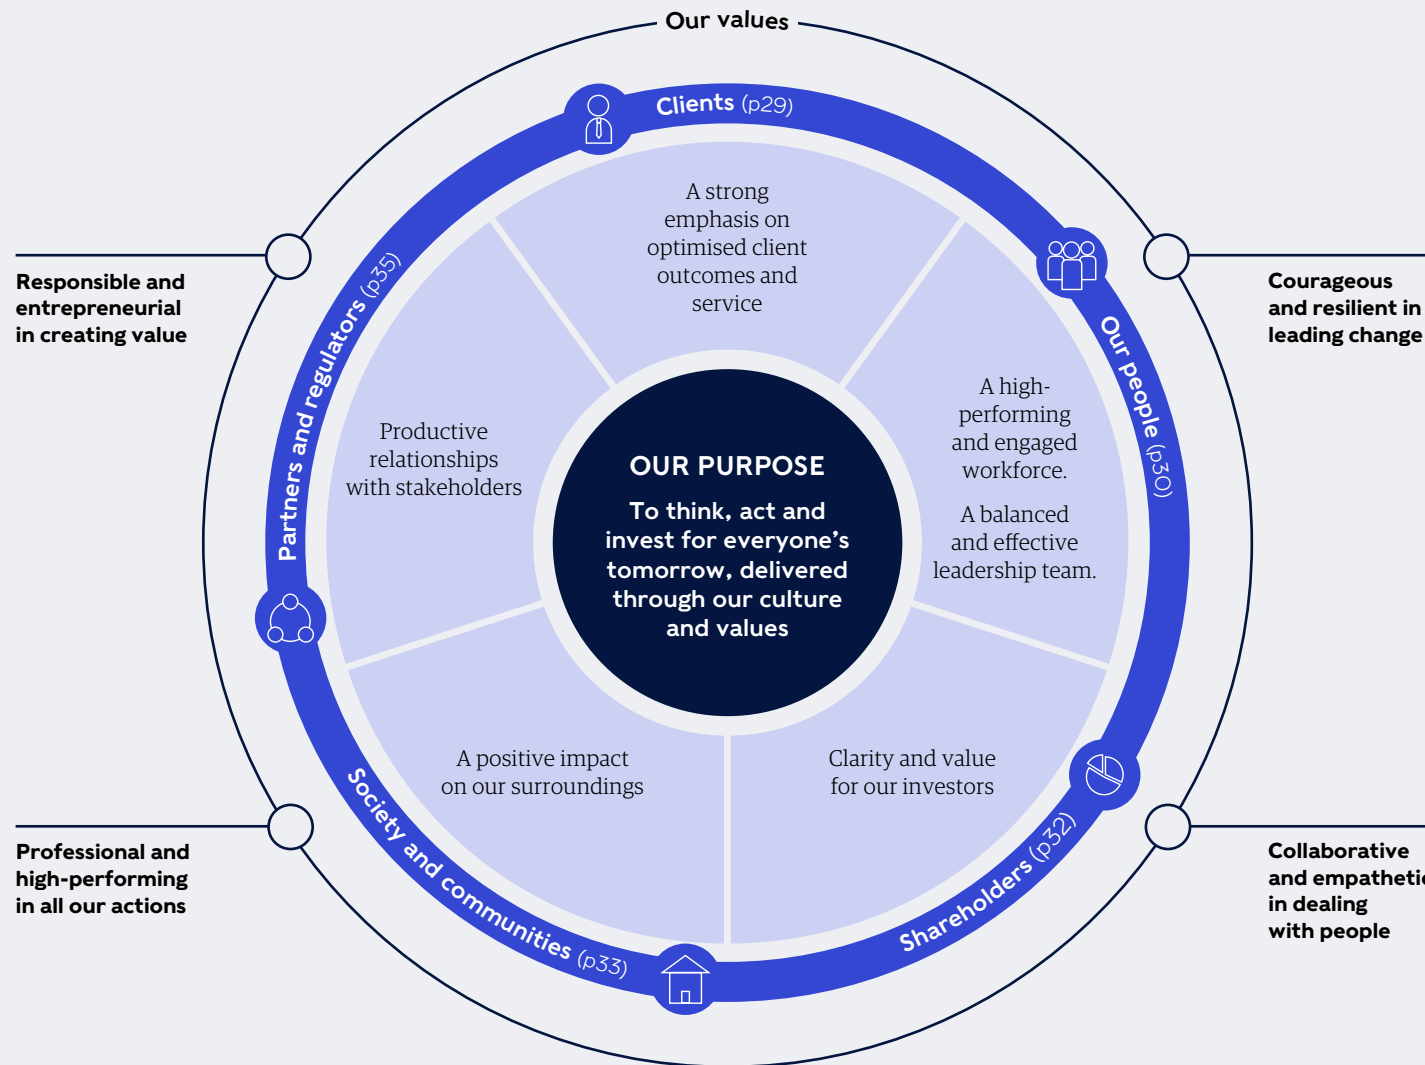 Our values
Clients (p29)
A strong
emphasis on
optimised client
outcomes and
service
Responsible and
entrepreneurial
in creating value
Courageous
and resilient in
leading change
Partners and regulators (p35)
Our people (p30)
Productive
relationships
with stakeholders
A high-
performing
and engaged
workforce.
A balanced
and effective
leadership team.
OUR PURPOSE
To think, act and
invest for everyone’s
tomorrow, delivered
through our culture
and values
A positive impact
on our surroundings
Clarity and value
for our investors
Society and communities (p33)
Shareholders (p32)
Professional and
high-performing
in all our actions
Collaborative
and empathetic
in dealing
with people